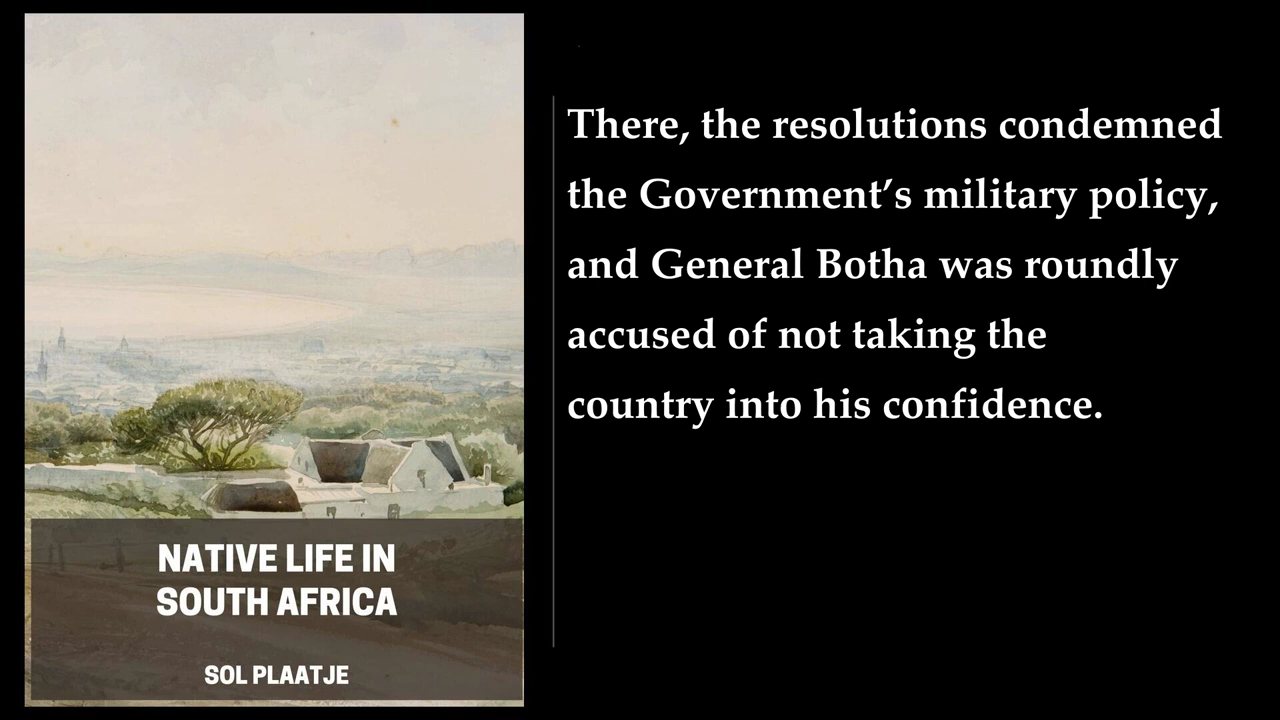 NATIVE LIFE IN
SOUTH AFRICA
SOL PLAATJE
There, the resolutions condemned
the Government’s military policy,
and General Botha was roundly
accused of not taking the
country into his confidence.